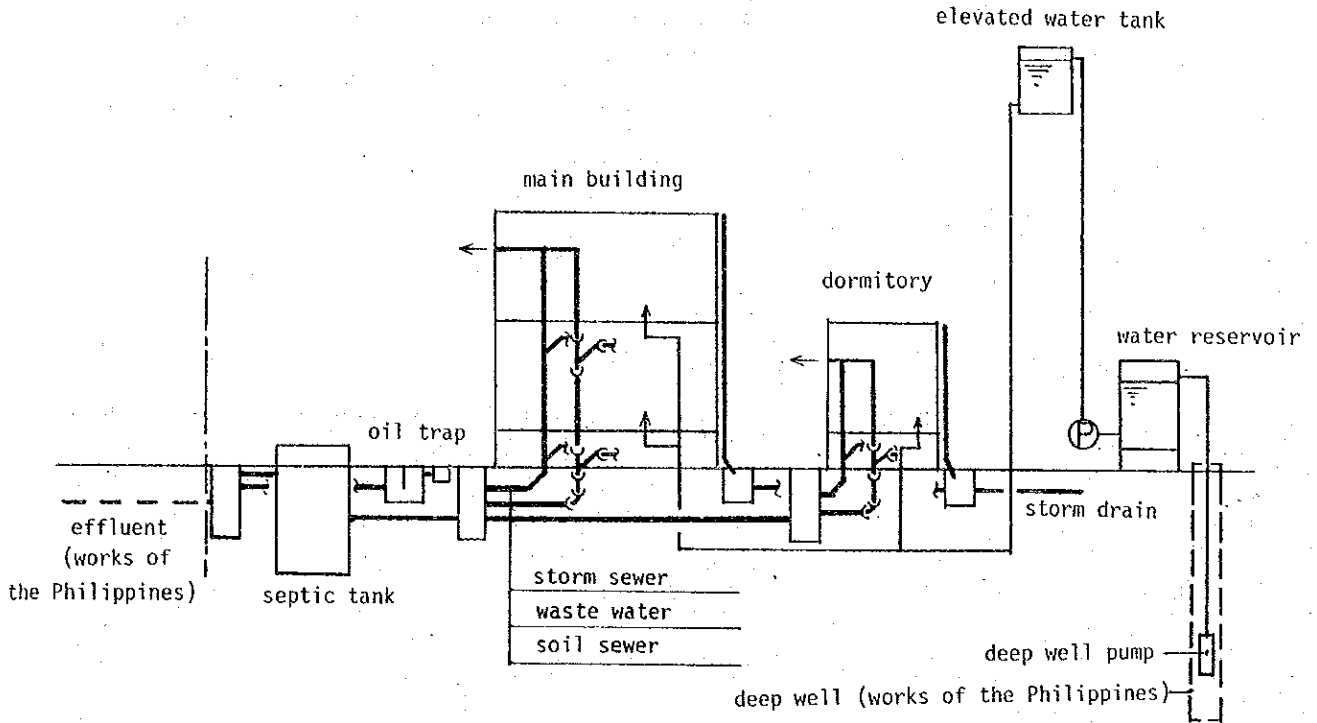 elevated water tank
main building
dormitory
water reservoir
P
oil trap
effluent
(works of
the Philippines)
septic tank
storm drain
storm sewer
waste water
soil sewer
deep well pump
deep well (works of the Philippines)